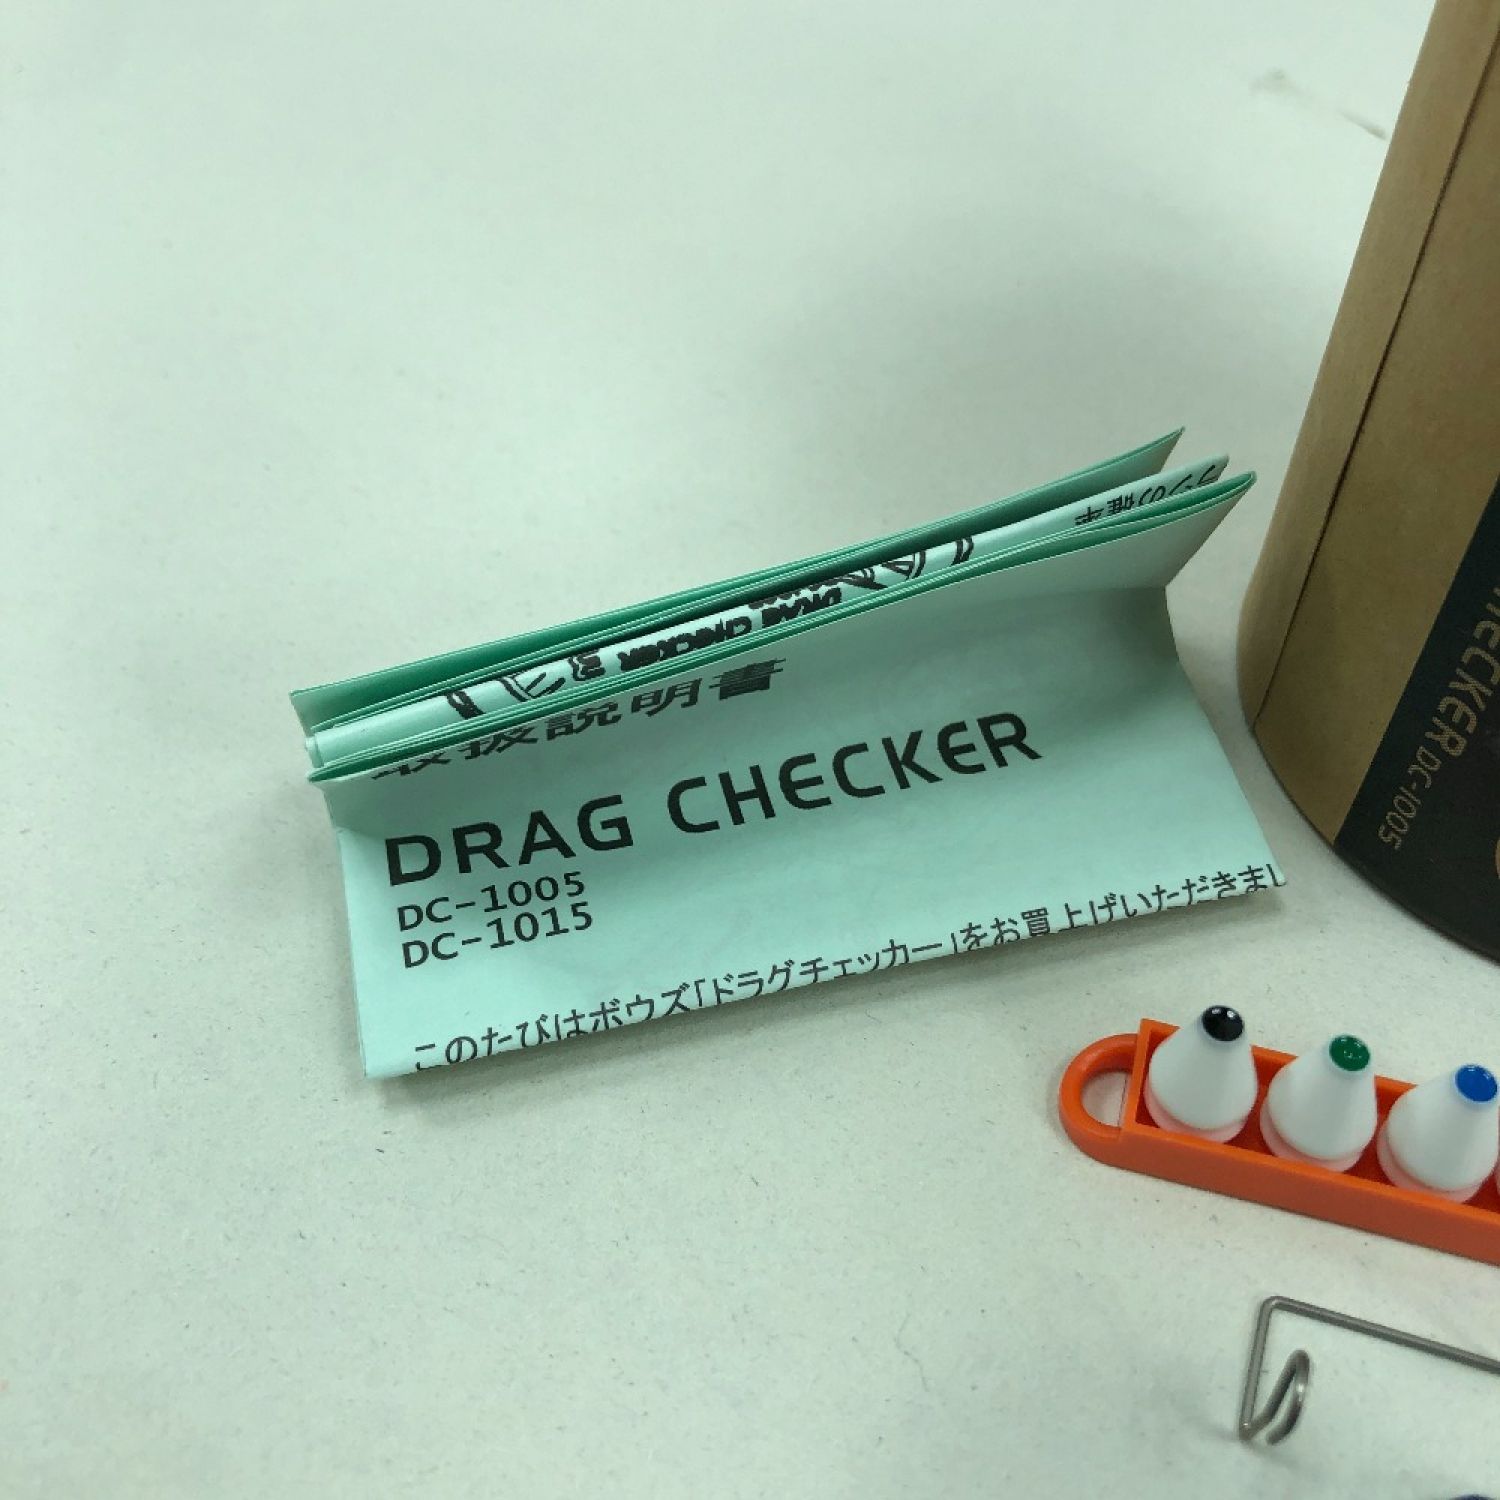 取扱説明書
DRAG CHECKER
DC-1005
DC-1015
このたびはボウズ「ドラグチェッカー」をお買上げいただきまし
DRAG CHECKER
CHECKER DC-1005